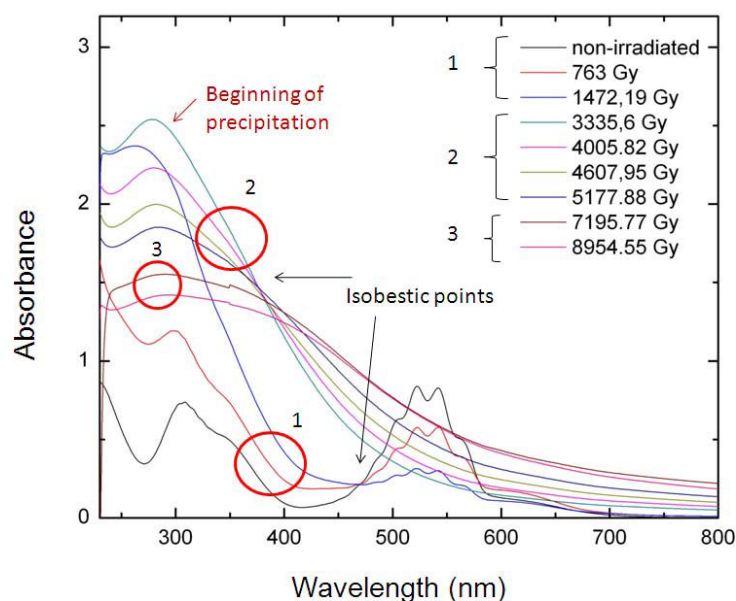 3
2
1
0
Absorbance
300
400
500
600
700
800
Wavelength (nm)
Beginning of
precipitation
2
3
1
Isobestic points
1
non-irradiated
763 Gy
1472,19 Gy
2
3335,6 Gy
4005.82 Gy
4607,95 Gy
5177.88 Gy
3
7195.77 Gy
8954.55 Gy